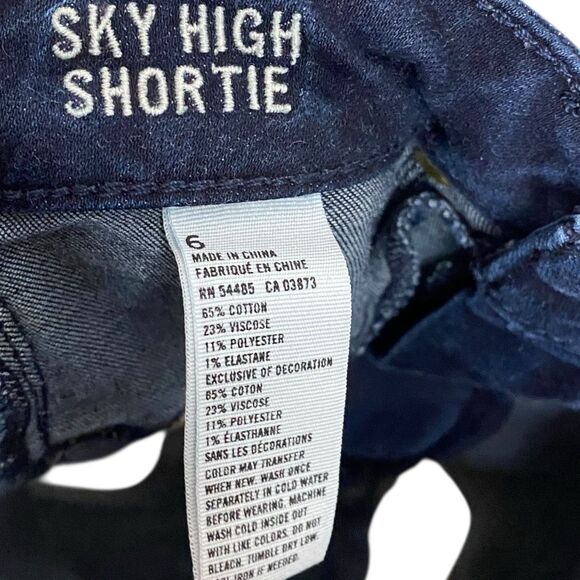 SKY HIGH
SHORTIE
6
MADE IN CHINA
FABRIQUÉ EN CHINE
RN 54485 CA 03873
65% COTTON
23% VISCOSE
11% POLYESTER
1% ELASTANE
EXCLUSIVE OF DECORATION
65% COTON
23% VISCOSE
11% POLYESTER
1% ÉLASTHANNE
SANS LES DÉCORATIONS
COLOR MAY TRANSFER
WHEN NEW. WASH ONCE
SEPARATELY IN COLD WATER
BEFORE WEARING. MACHINE
WASH COLD INSIDE OUT
WITH LIKE COLORS. DO NOT
BLEACH. TUMBLE DRY LOW.
IRON IF NEEDED.